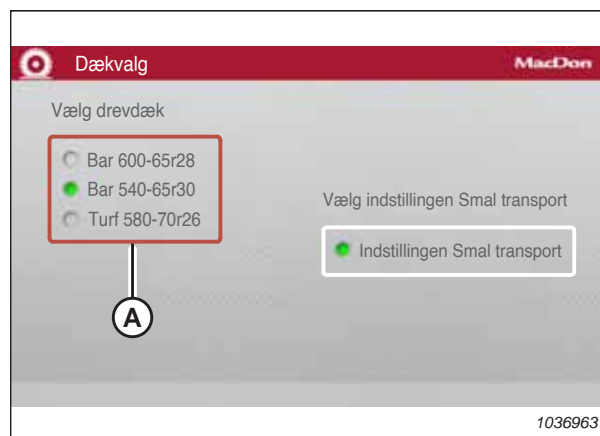 Dækvalg
MacDon
Vælg drevdæk
Bar 600-65r28
Bar 540-65r30
Turf 580-70r26
Vælg indstillingen Smal transport
Indstillingen Smal transport
A
1036963